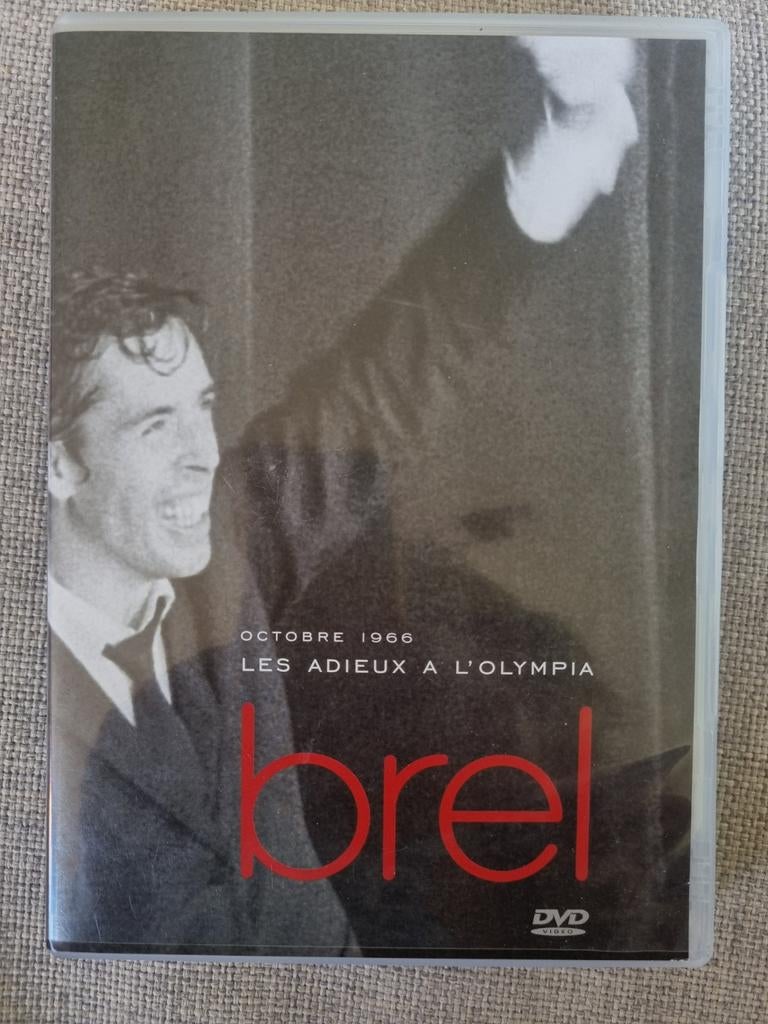 OCTOBRE 1966
LES ADIEUX A L'OLYMPIA
brel
DVD
VIDEO